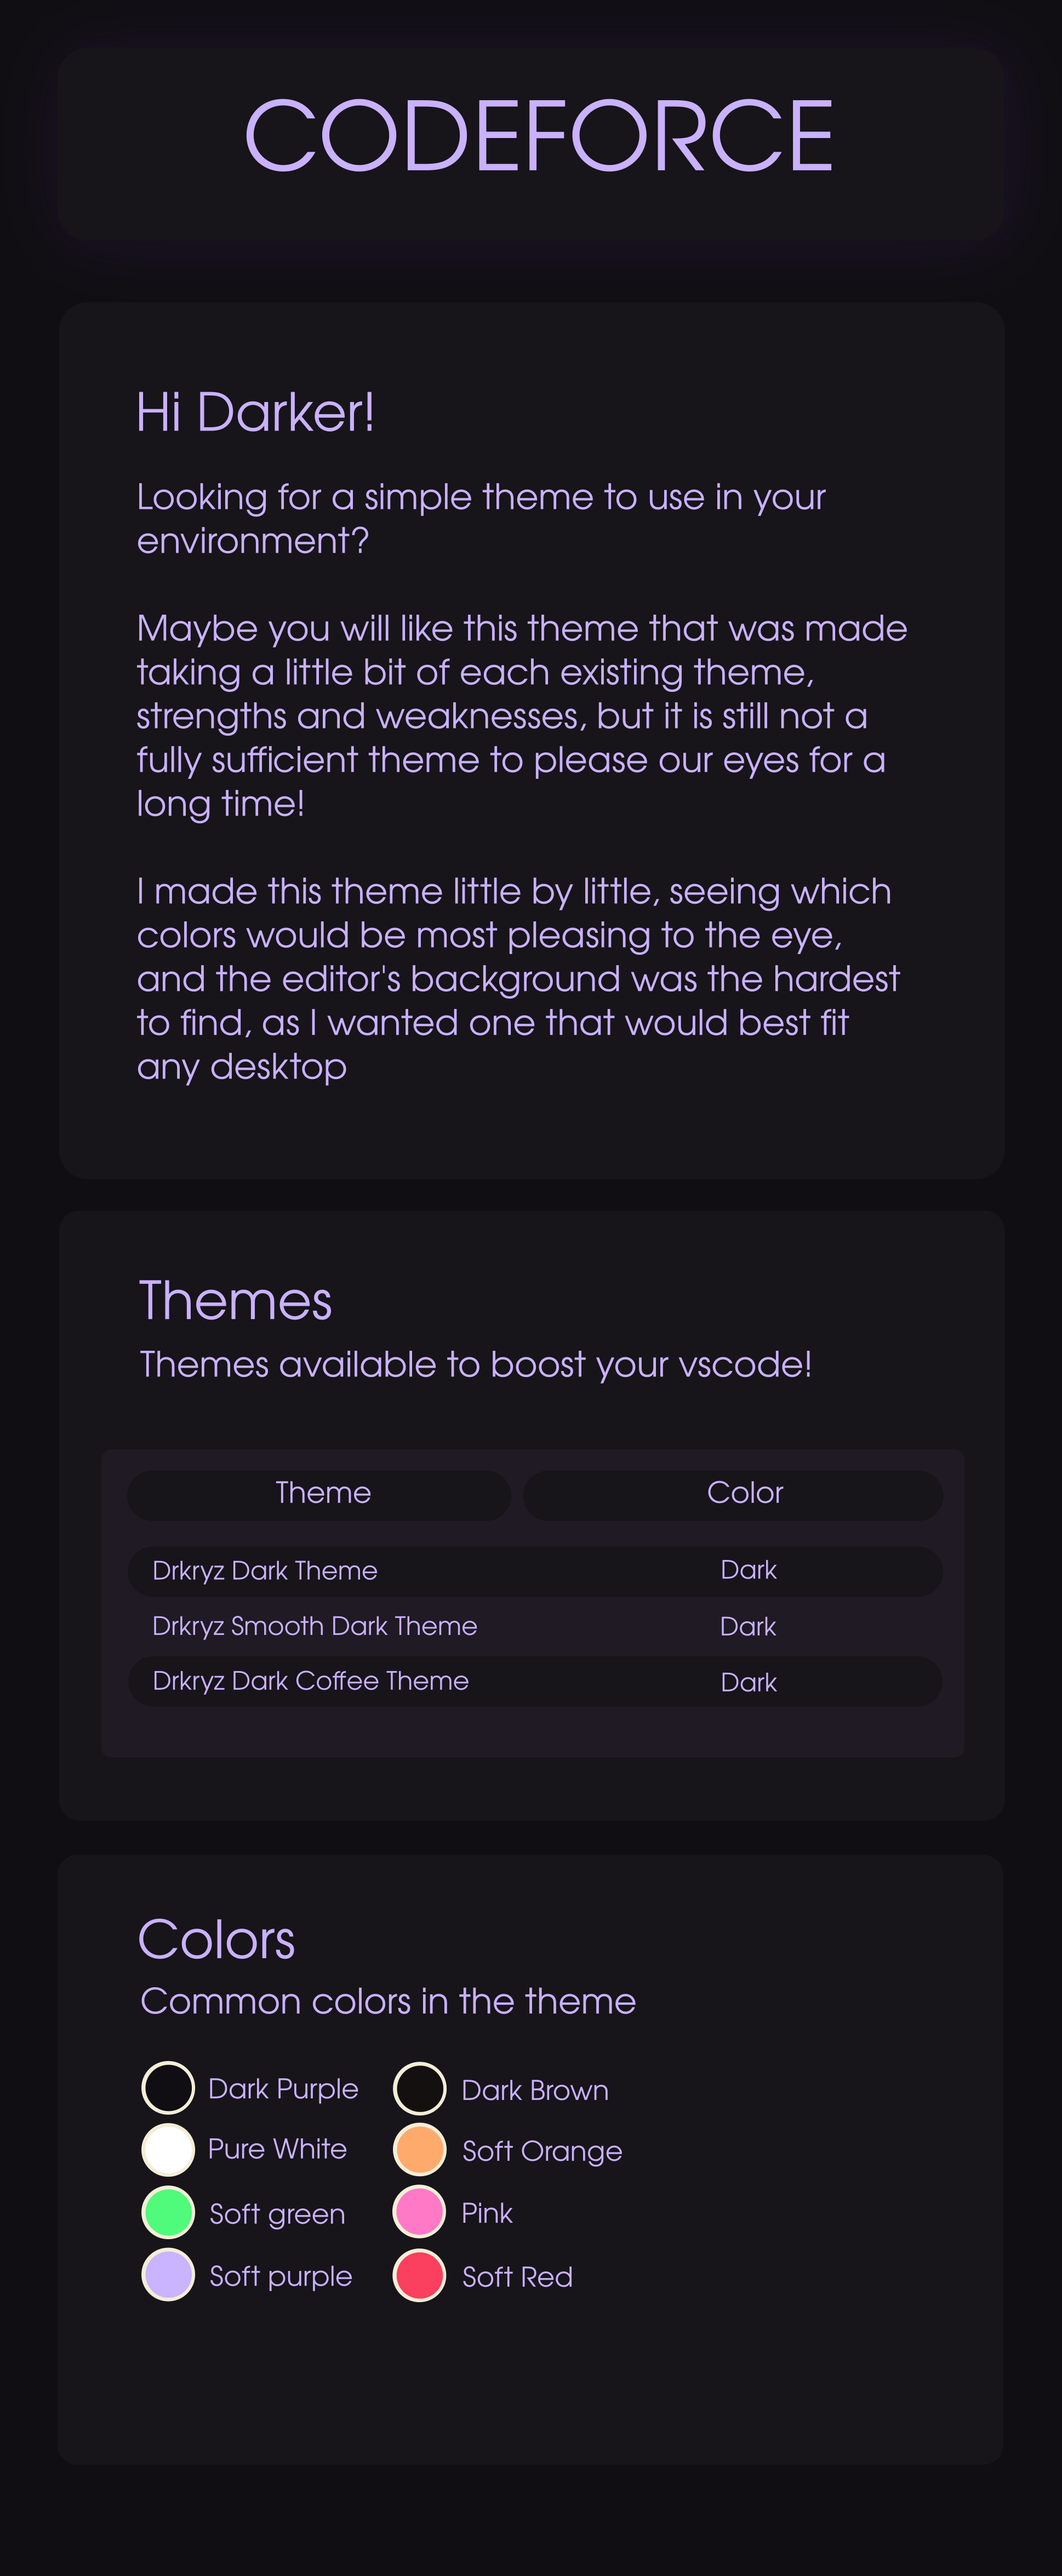 CODEFORCE
Hi Darker!
Looking for a simple theme to use in your
environment?
Maybe you will like this theme that was made
taking a little bit of each existing theme,
strengths and weaknesses, but it is still not a
fully sufficient theme to please our eyes for a
long time!
I made this theme little by little, seeing which
colors would be most pleasing to the eye,
and the editor's background was the hardest
to find, as I wanted one that would best fit
any desktop
Themes
Themes available to boost your vscode!
Theme Color
Drkryz Dark Theme Dark
Drkryz Smooth Dark Theme Dark
Drkryz Dark Coffee Theme Dark
Colors
Common colors in the theme
Dark Purple Dark Brown
Pure White Soft Orange
Soft green Pink
Soft purple Soft Red